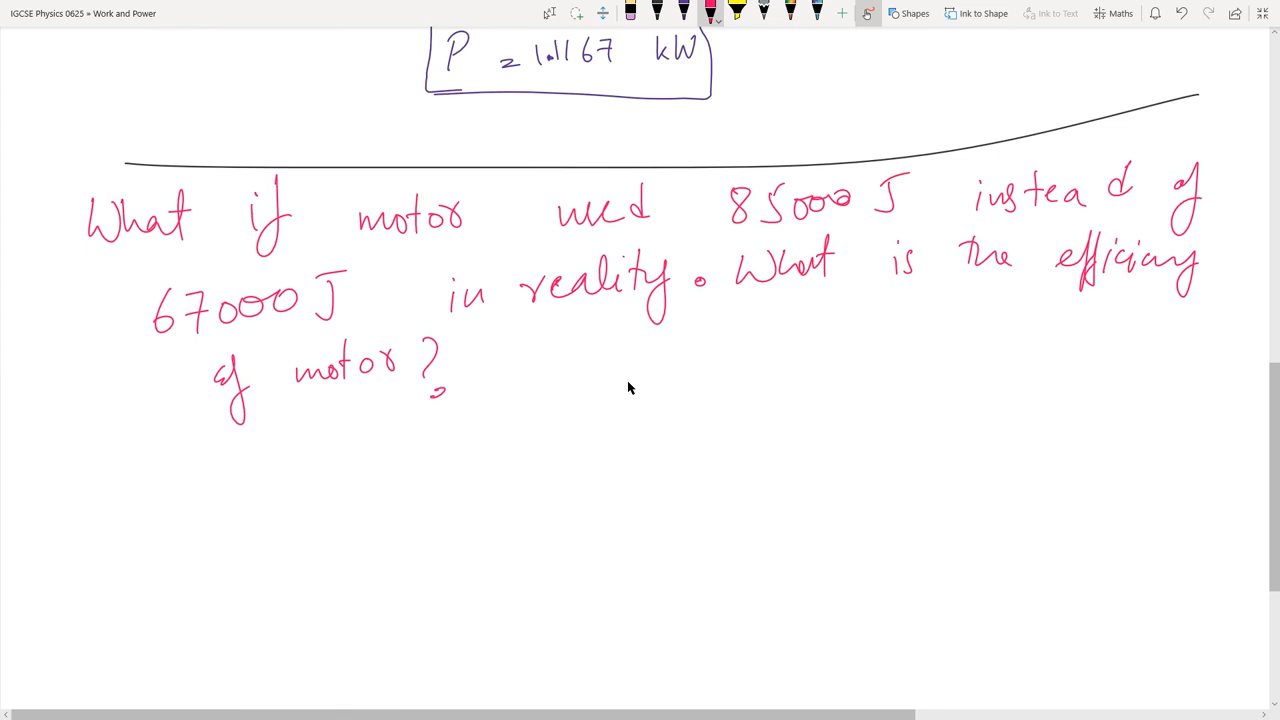 IGCSE Physics 0625 » Work and Power
Shapes Ink to Shape Ink to Text Maths
P = 1.1167 kW
What if motor used 85000 J instead of
67000 J in reality. What is the efficiency
of motor?